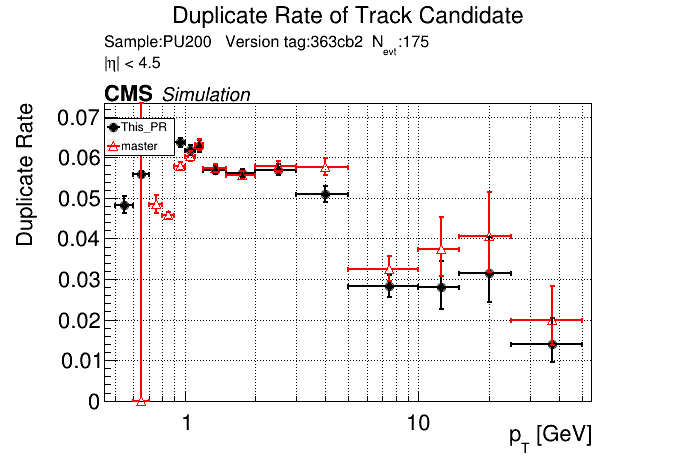 Duplicate Rate of Track Candidate
Sample:PU200 Version tag:363cb2 Nevt:175
|η| < 4.5
CMS Simulation
Duplicate Rate
0.07
0.06
0.05
0.04
0.03
0.02
0.01
0
This_PR
master
1
10
pT [GeV]